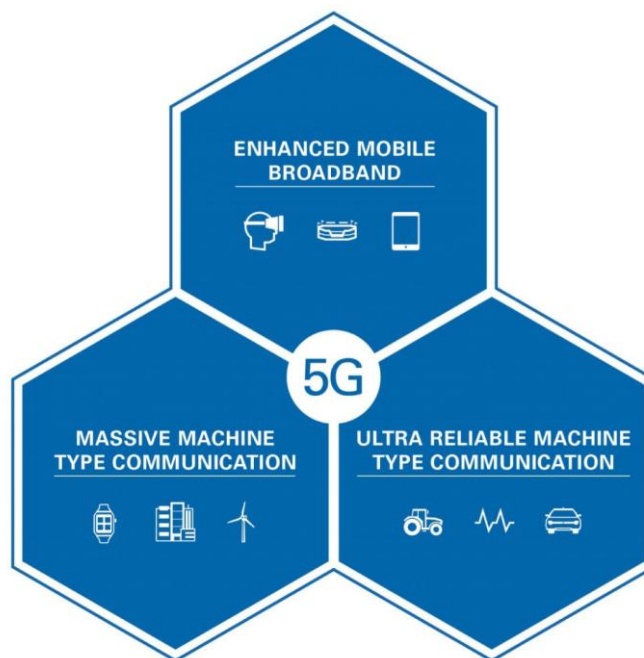 ENHANCED MOBILE
BROADBAND
5G
MASSIVE MACHINE
TYPE COMMUNICATION
ULTRA RELIABLE MACHINE
TYPE COMMUNICATION